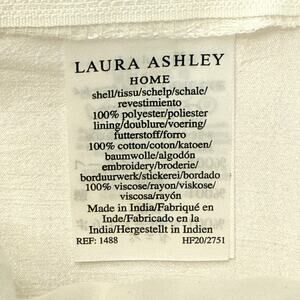 LAURA ASHLEY
HOME
shell/tissu/schelp/schale/
revestimiento
100% polyester/poliester
lining/doublure/voering/
futterstoff/forro
100% cotton/coton/katoen/
baumwolle/algodón
embroidery/broderie/
borduurwerk/stickerei/bordado
100% viscose/rayon/viskose/
viscosa/rayón
Made in India/Fabriqué en
Inde/Fabricado en la
India/Hergestellt in Indien
REF: 1488 HF20/2751